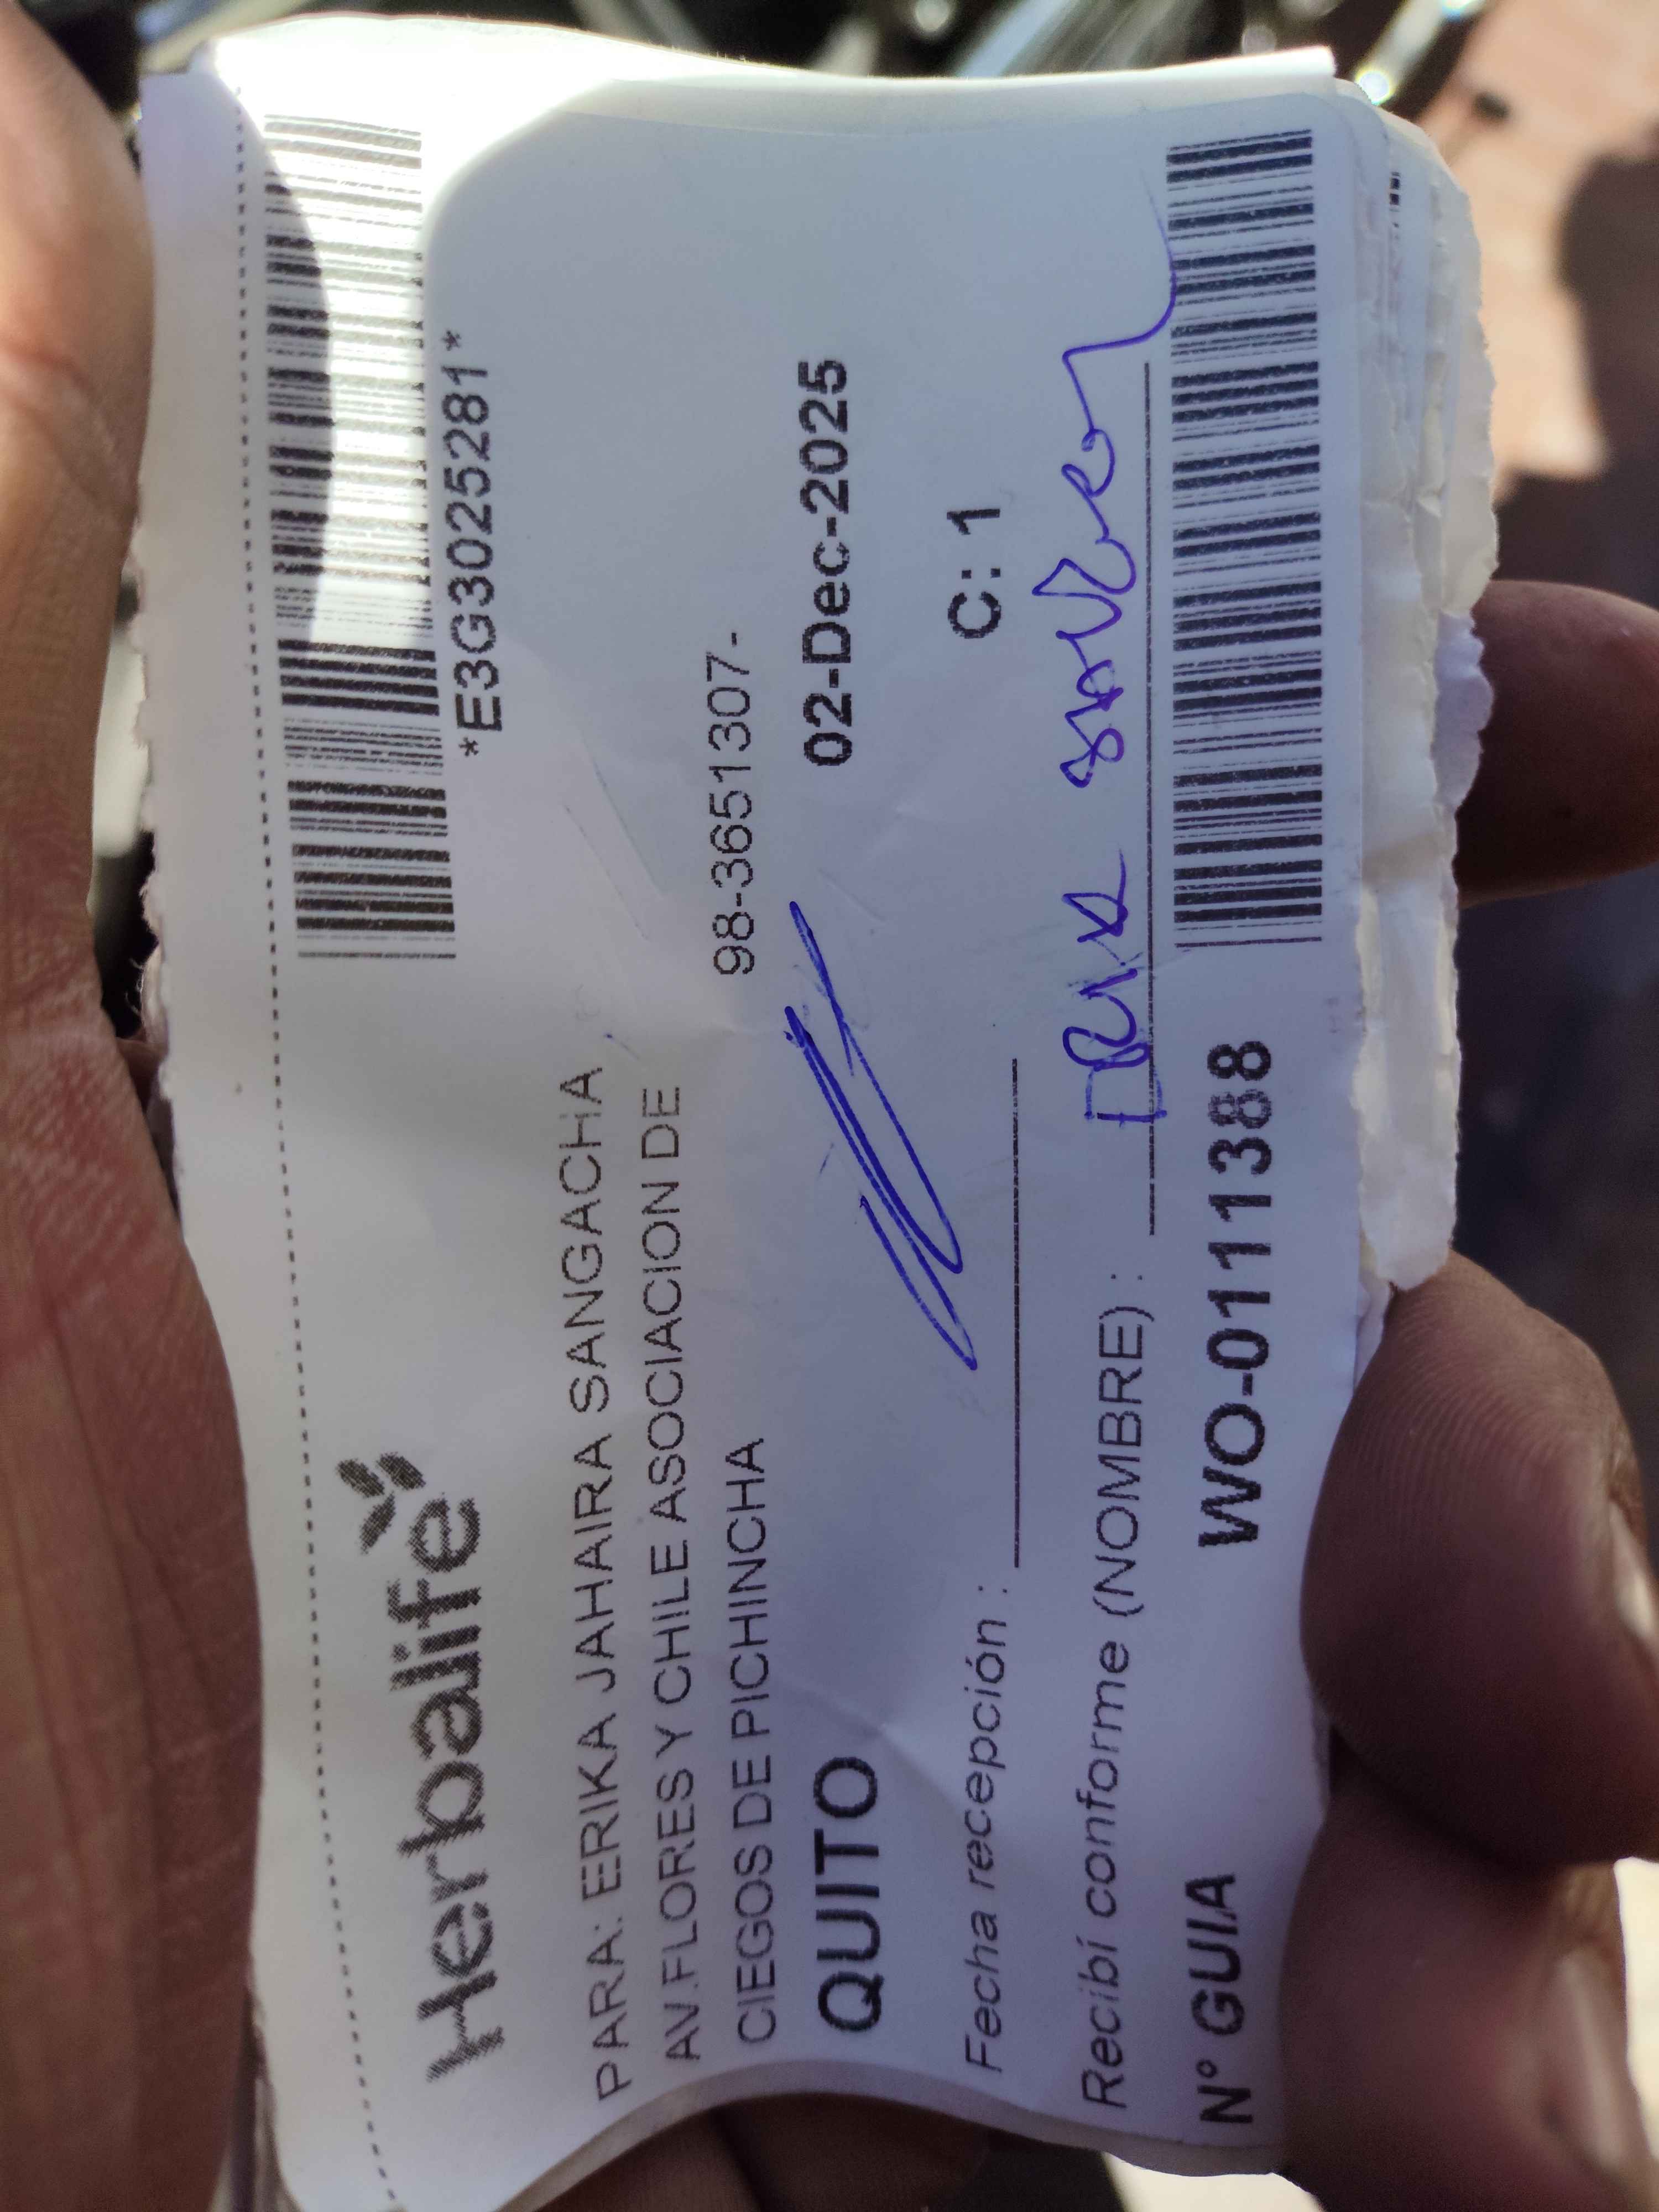 *E3G3025281*
Herbalife
PARA: ERIKA JAHAIRA SANGACHA
AV.FLORES Y CHILE ASOCIACION DE
CIEGOS DE PICHINCHA
98-3651307-
QUITO
02-Dec-2025
Fecha recepción :
C: 1
Recibí conforme (NOMBRE) :
N° GUIA
WO-0111388